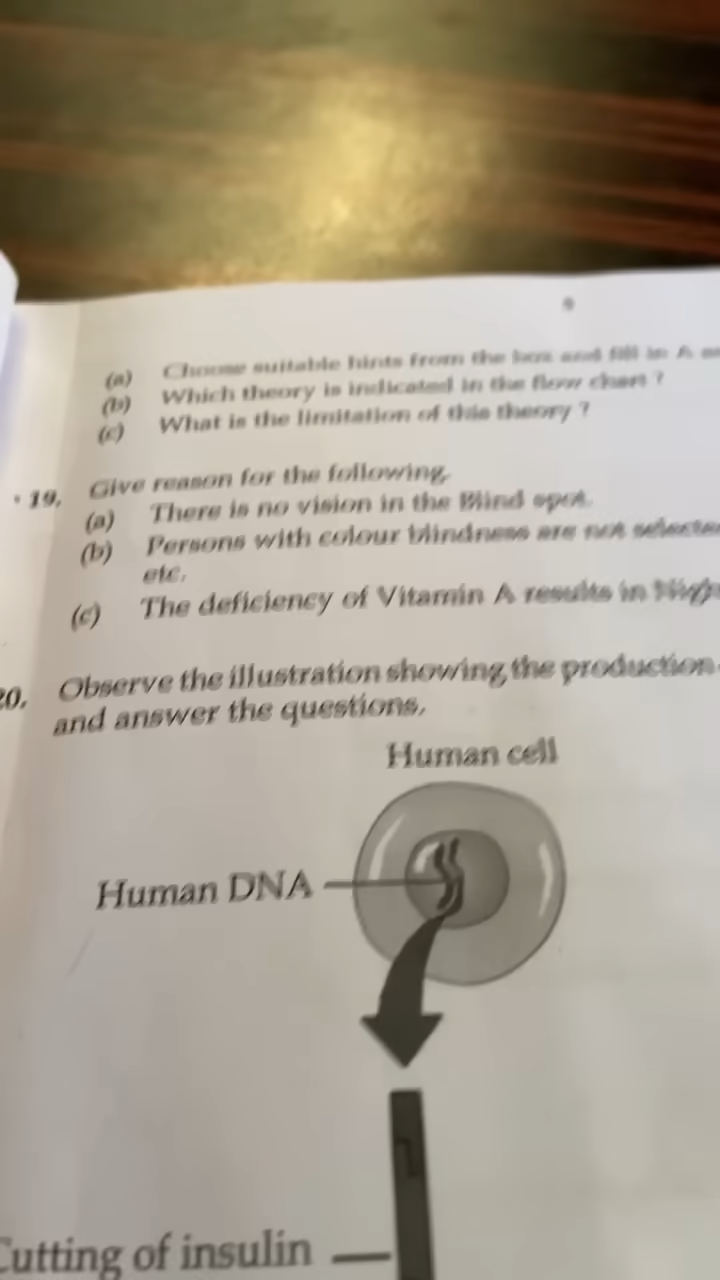 (a) Choose suitable hints from the box and fill in A
(b) Which theory is indicated in the flow chart ?
(c) What is the limitation of this theory ?
19. Give reason for the following.
(a) There is no vision in the Blind spot.
(b) Persons with colour blindness are not
etc.
(c) The deficiency of Vitamin A results in
20. Observe the illustration showing the production
and answer the questions.
Human cell
Human DNA
Cutting of insulin